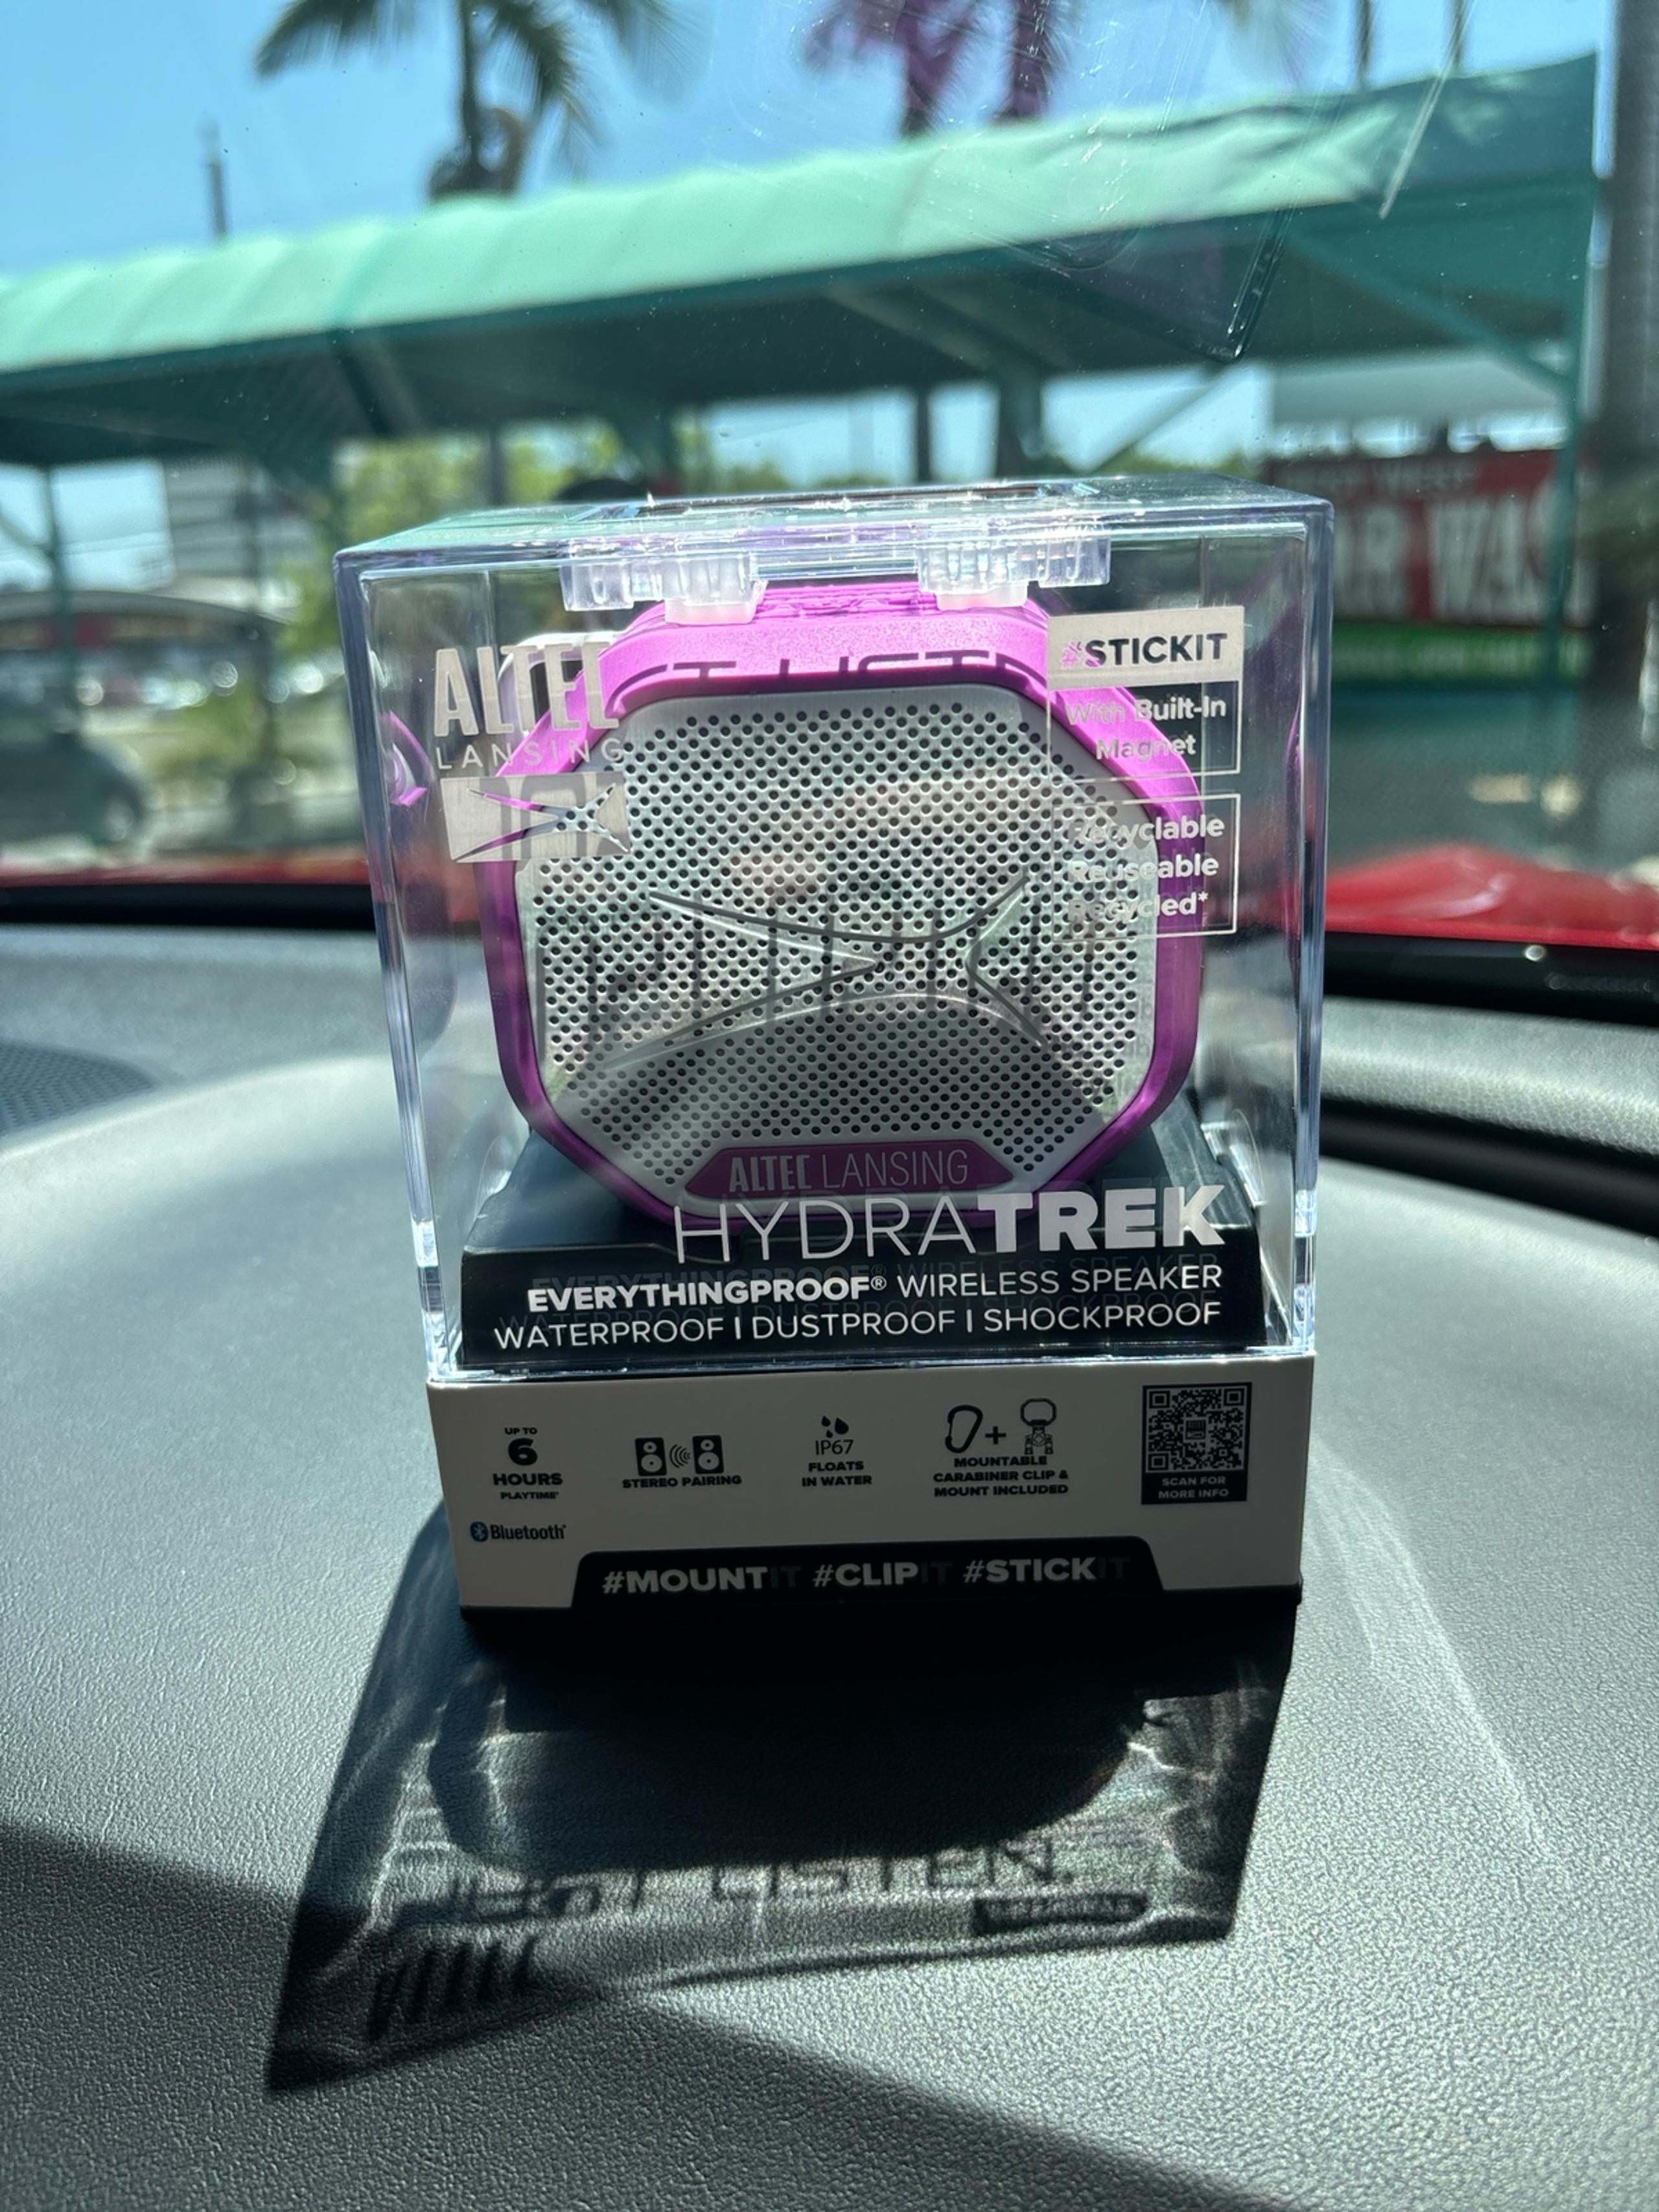 ALTEC
LANSING
#STICKIT
With Built-In
Magnet
Recyclable
Reuseable
Recycled*
ALTEC LANSING
HYDRATREK
EVERYTHINGPROOF® WIRELESS SPEAKER
WATERPROOF | DUSTPROOF | SHOCKPROOF
UP TO
6
HOURS
PLAYTIME*
STEREO PAIRING
IP67
FLOATS
IN WATER
+
MOUNTABLE
CARABINER CLIP &
MOUNT INCLUDED
SCAN FOR
MORE INFO
Bluetooth®
#MOUNTIT #CLIPIT #STICKIT
JUST LISTEN.